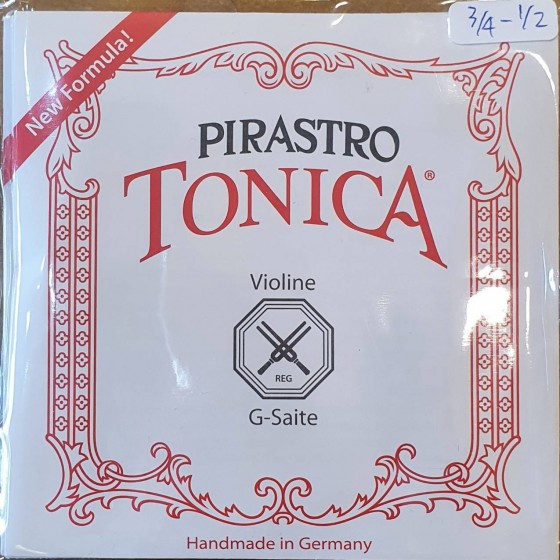 3/4 - 1/2
New Formula!
PIRASTRO
TONICA®
Violine
REG
G-Saite
Handmade in Germany